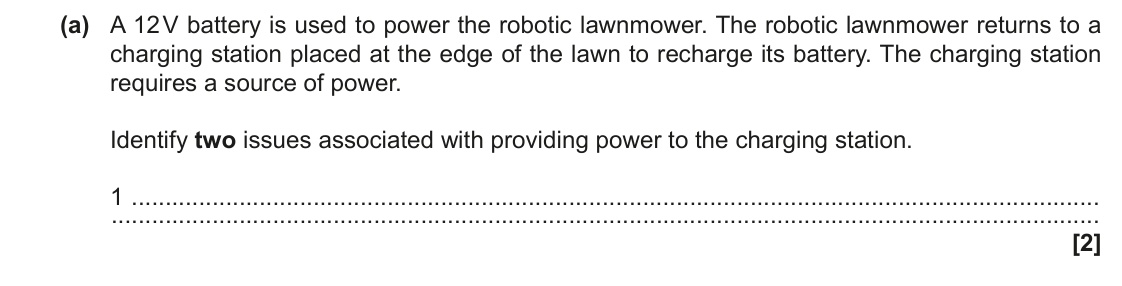 (a) A 12V battery is used to power the robotic lawnmower. The robotic lawnmower returns to a
charging station placed at the edge of the lawn to recharge its battery. The charging station
requires a source of power.
Identify two issues associated with providing power to the charging station.
1 ..........................................................................................
..........................................................................................
[2]